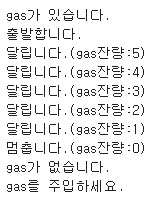 gas가 있습니다.
출발합니다.
달립니다.(gas잔량:5)
달립니다.(gas잔량:4)
달립니다.(gas잔량:3)
달립니다.(gas잔량:2)
달립니다.(gas잔량:1)
멈춥니다.(gas잔량:0)
gas가 없습니다.
gas를 주입하세요.